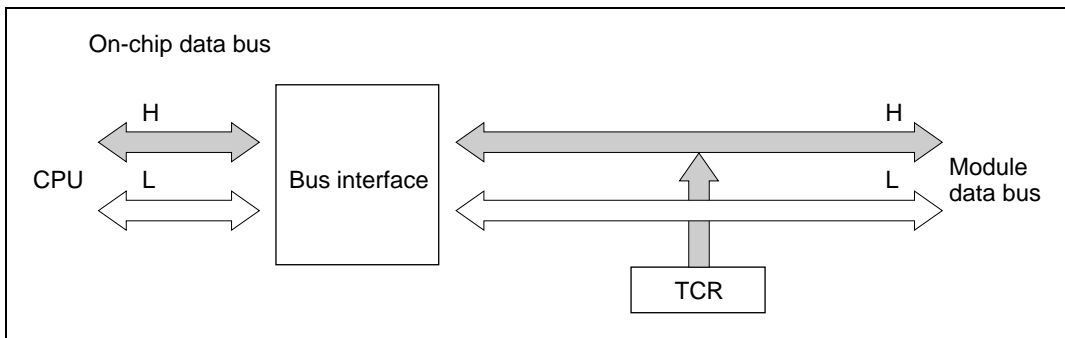 On-chip data bus
H
H
CPU
L
Bus interface
L
Module
data bus
TCR